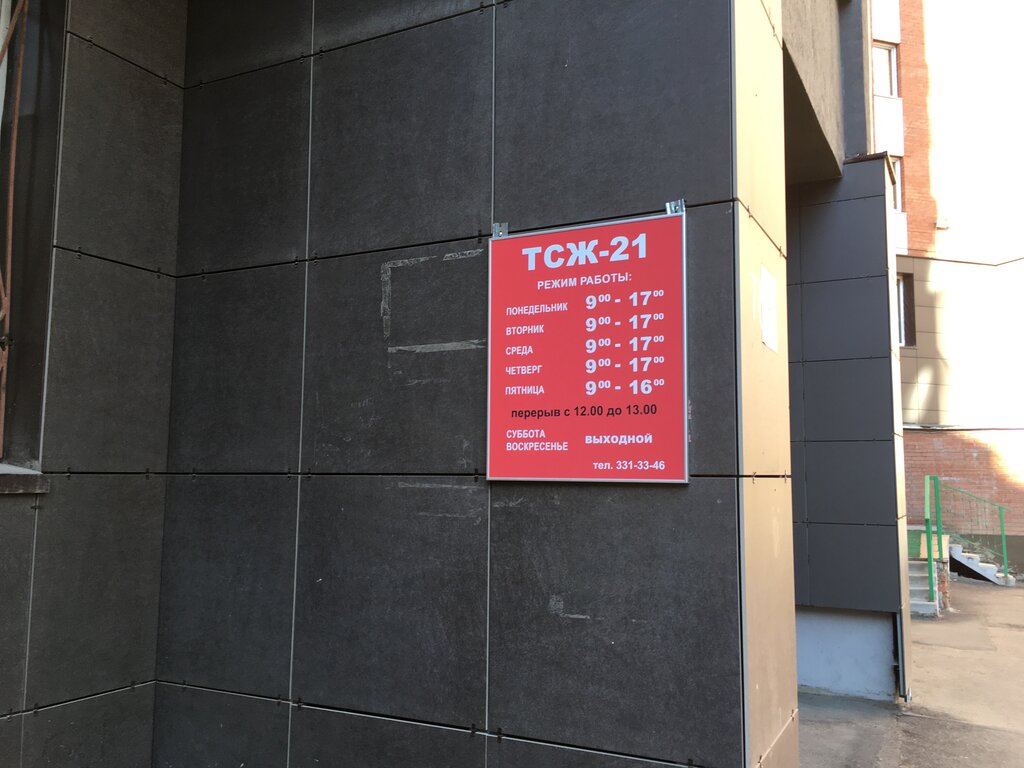 ТСЖ-21
РЕЖИМ РАБОТЫ:
ПОНЕДЕЛЬНИК 9⁰⁰ - 17⁰⁰
ВТОРНИК 9⁰⁰ - 17⁰⁰
СРЕДА 9⁰⁰ - 17⁰⁰
ЧЕТВЕРГ 9⁰⁰ - 17⁰⁰
ПЯТНИЦА 9⁰⁰ - 16⁰⁰
перерыв с 12.00 до 13.00
СУББОТА
ВОСКРЕСЕНЬЕ выходной
тел. 331-33-46